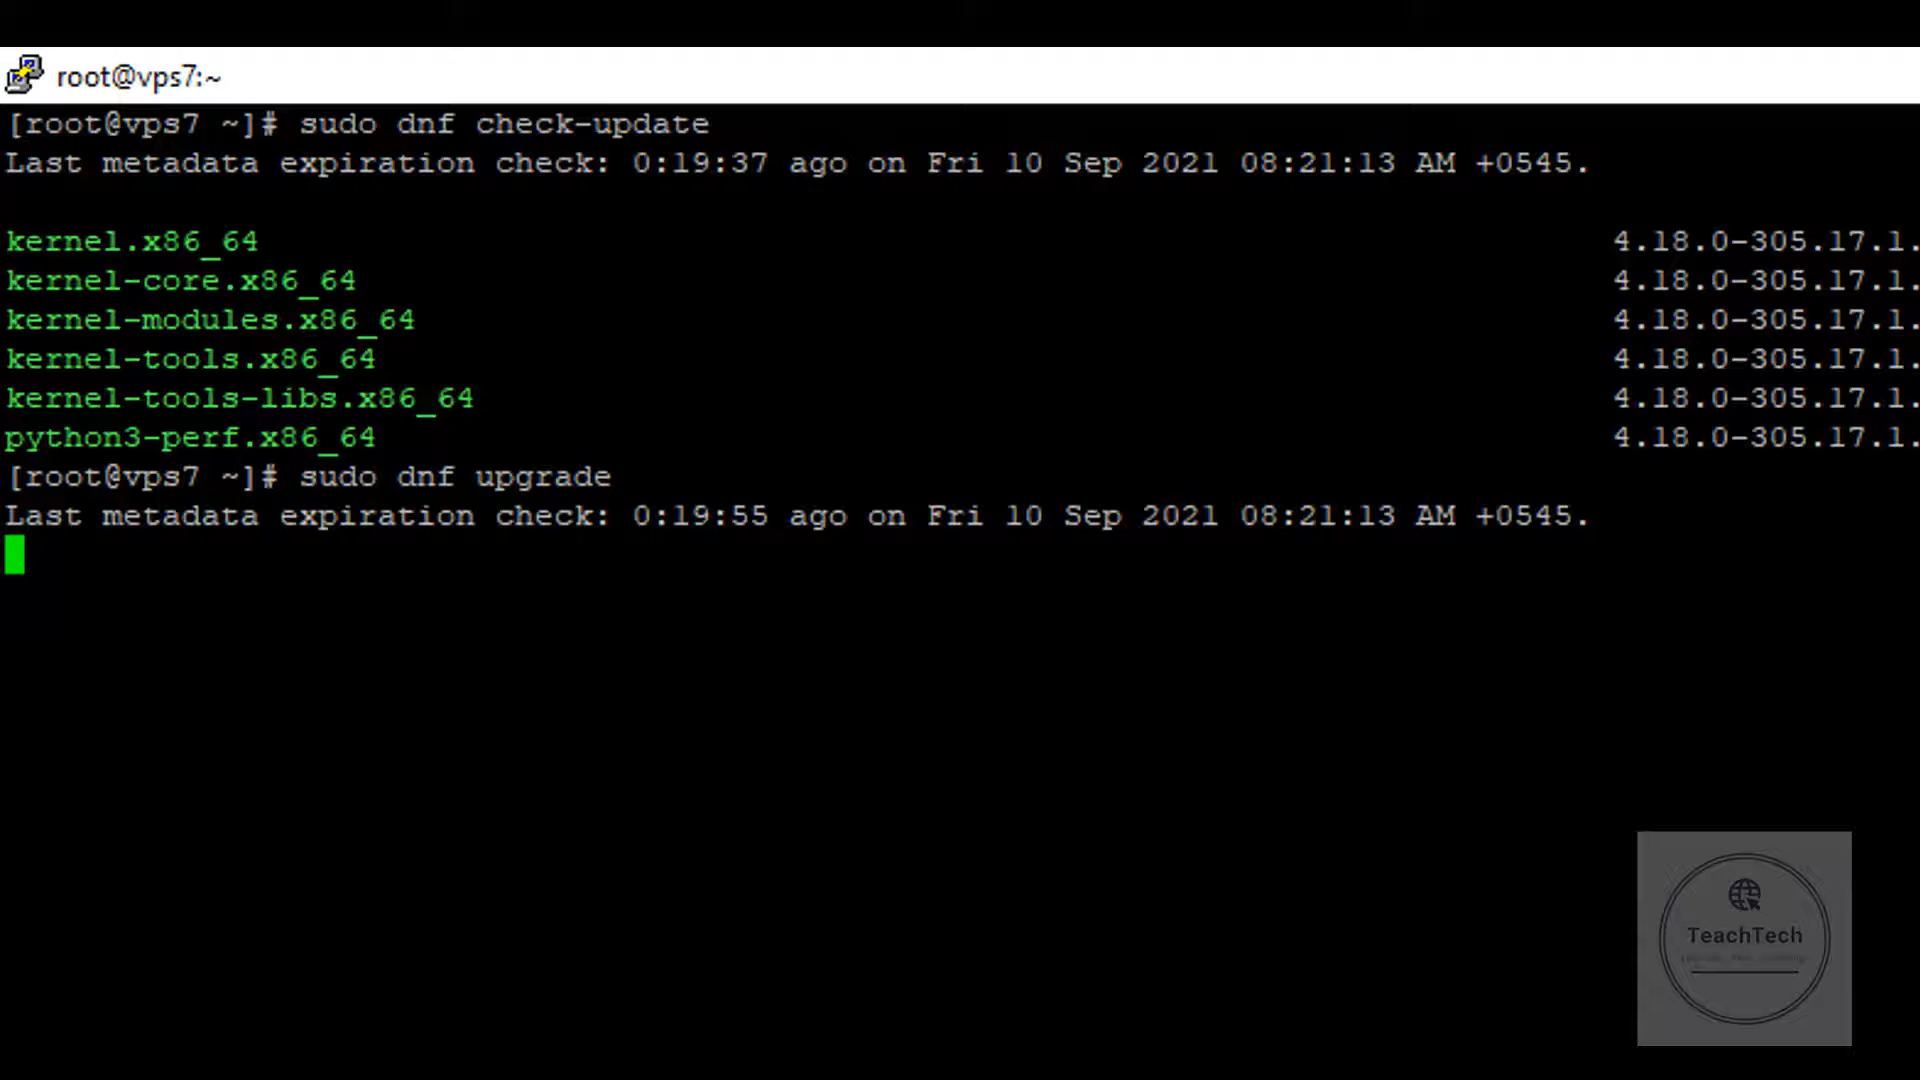 root@vps7:~
[root@vps7 ~]# sudo dnf check-update
Last metadata expiration check: 0:19:37 ago on Fri 10 Sep 2021 08:21:13 AM +0545.
kernel.x86_64 4.18.0-305.17.1.
kernel-core.x86_64 4.18.0-305.17.1.
kernel-modules.x86_64 4.18.0-305.17.1.
kernel-tools.x86_64 4.18.0-305.17.1.
kernel-tools-libs.x86_64 4.18.0-305.17.1.
python3-perf.x86_64 4.18.0-305.17.1.
[root@vps7 ~]# sudo dnf upgrade
Last metadata expiration check: 0:19:55 ago on Fri 10 Sep 2021 08:21:13 AM +0545.
TeachTech